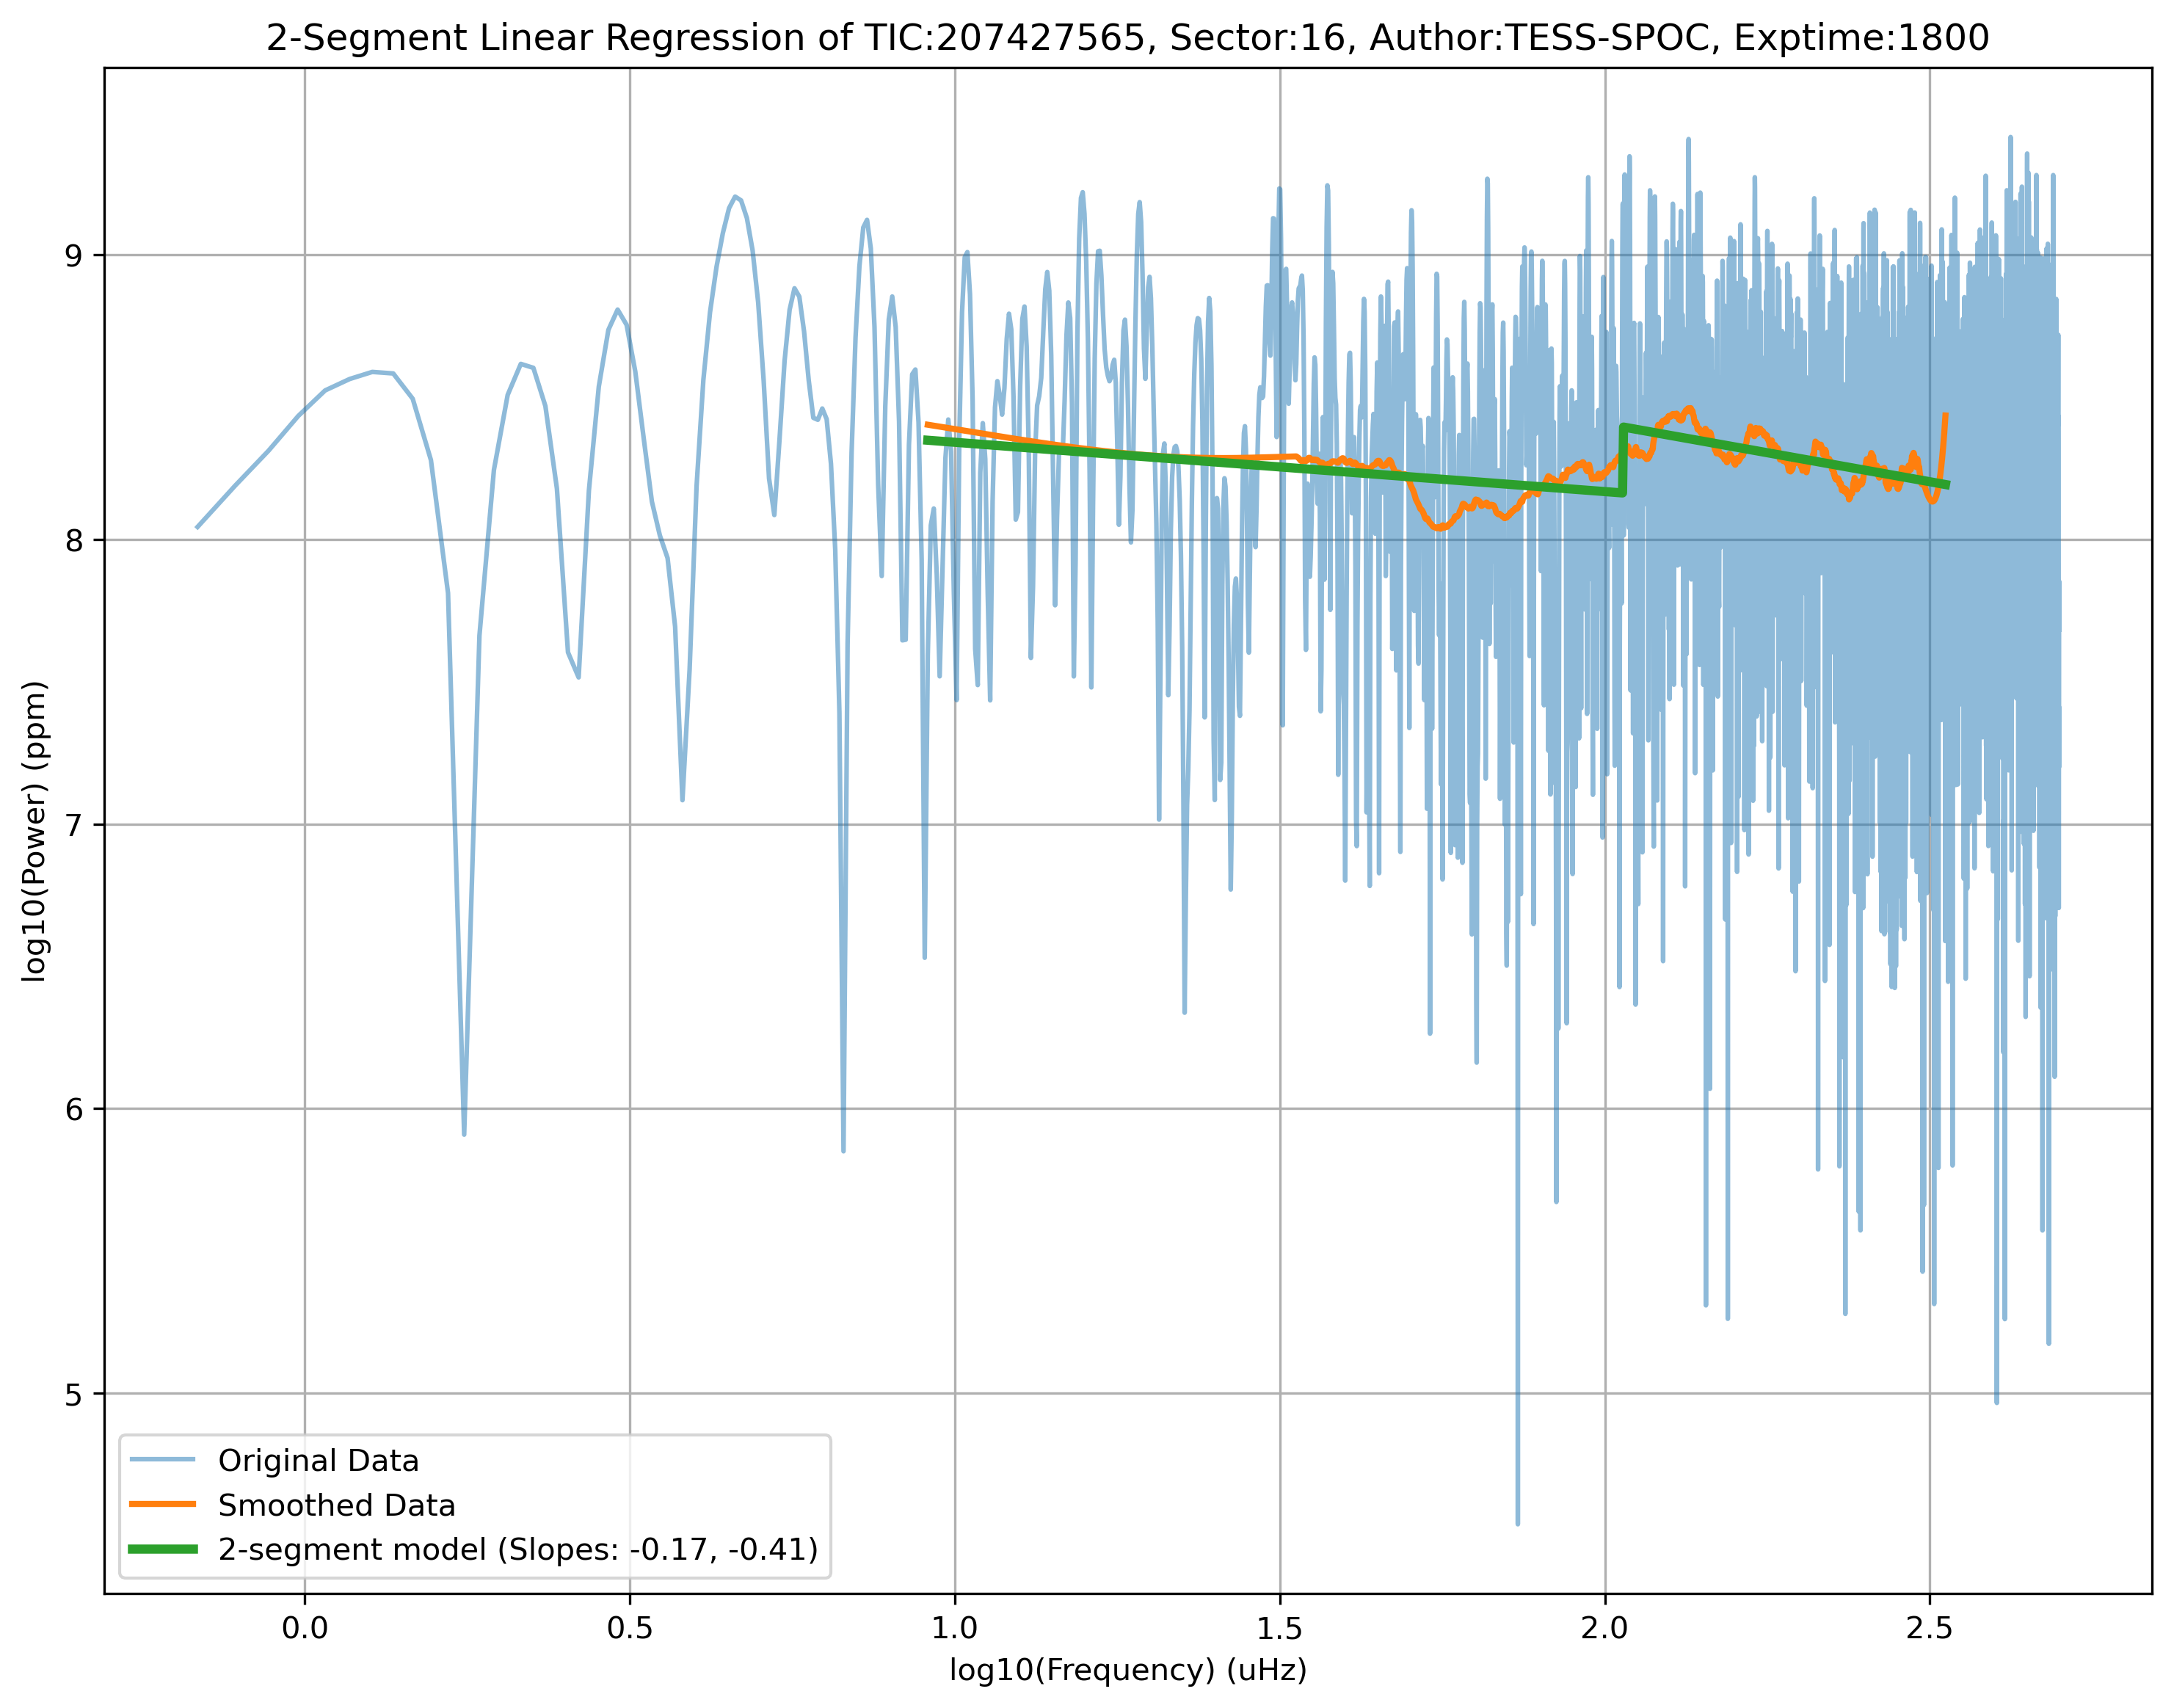 2-Segment Linear Regression of TIC:207427565, Sector:16, Author:TESS-SPOC, Exptime:1800
log10(Power) (ppm)
9
8
7
6
5
Original Data
Smoothed Data
2-segment model (Slopes: -0.17, -0.41)
0.0 0.5 1.0 1.5 2.0 2.5
log10(Frequency) (uHz)